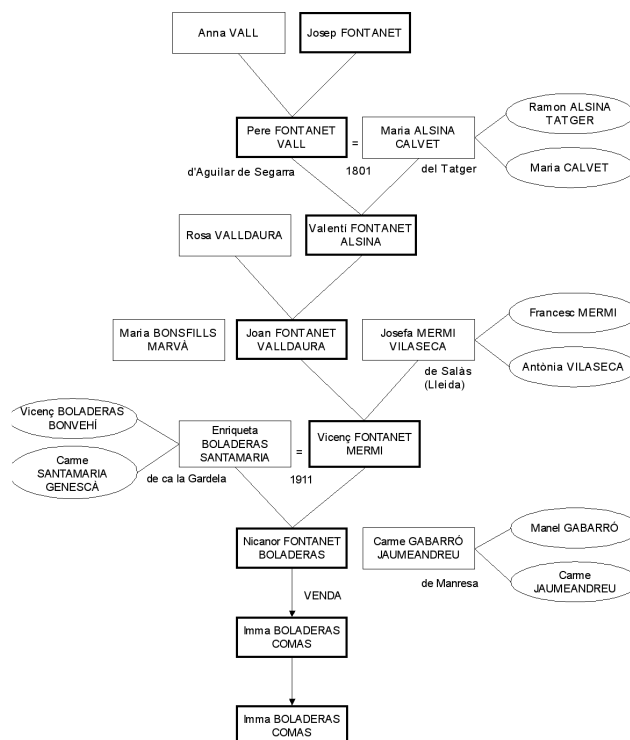 Anna VALL
Josep FONTANET
Pere FONTANET
VALL
=
1801
Maria ALSINA
CALVET
Ramon ALSINA
TATGER
Maria CALVET
d'Aguilar de Segarra
del Tatger
Rosa VALLDAURA
Valentí FONTANET
ALSINA
Maria BONSFILLS
MARVÀ
Joan FONTANET
VALLDAURA
Josefa MERMI
VILASECA
Francesc MERMI
Antònia VILASECA
de Salàs
(Lleida)
Vicenç BOLADERAS
BONVEHÍ
Carme
SANTAMARIA
GENESCÀ
Enriqueta
BOLADERAS
SANTAMARIA
=
1911
Vicenç FONTANET
MERMI
de ca la Gardela
Nicanor FONTANET
BOLADERAS
Carme GABARRÓ
JAUMEANDREU
Manel GABARRÓ
Carme
JAUMEANDREU
de Manresa
VENDA
Imma BOLADERAS
COMAS
Imma BOLADERAS
COMAS